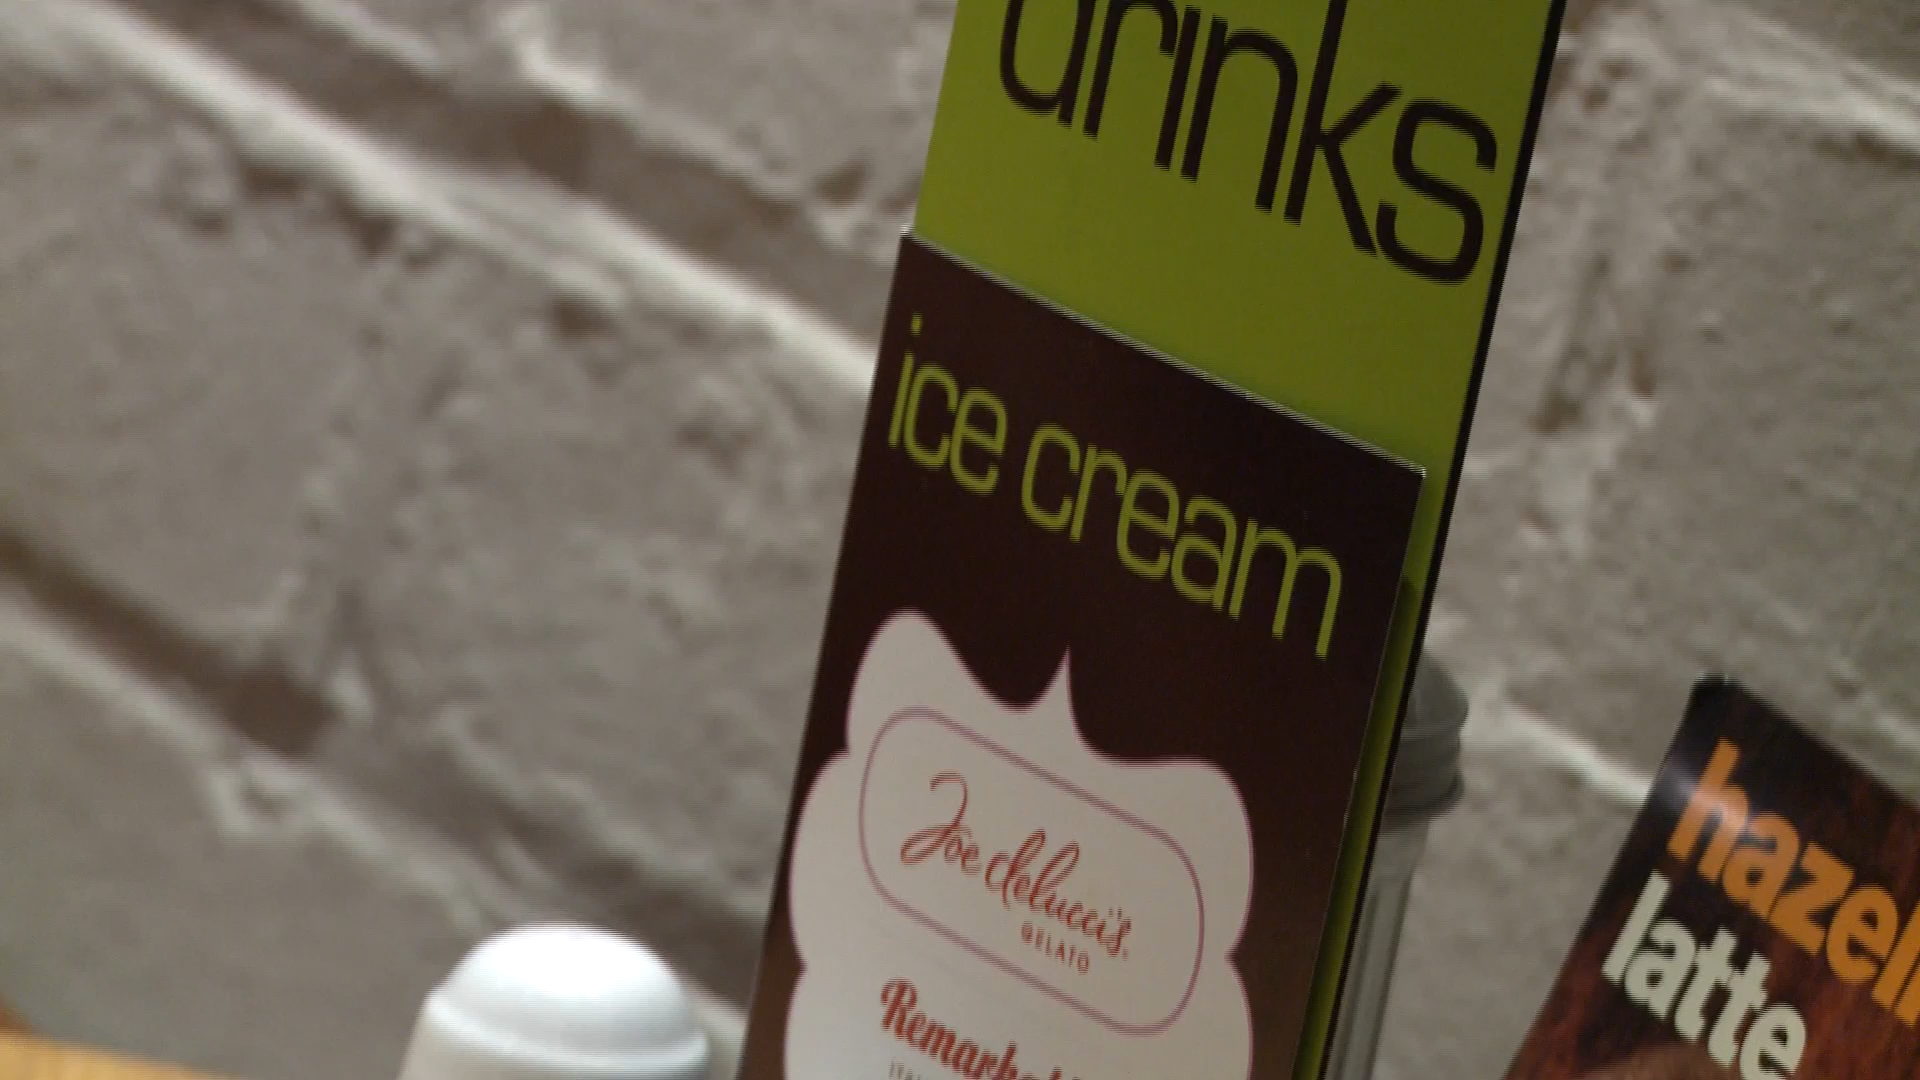 drinks
ice cream
Joe delucci's
GELATO
latte